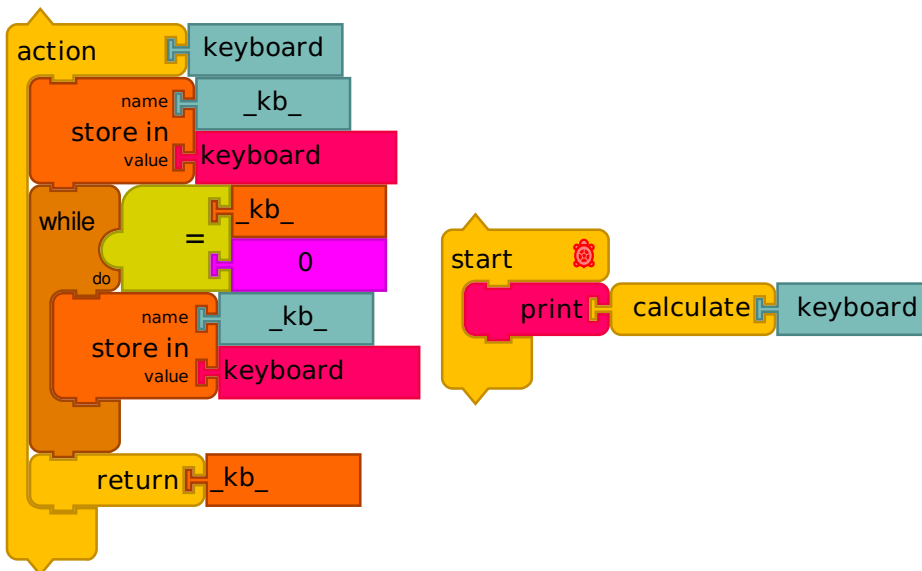 action keyboard
name _kb_
store in
value keyboard
while _kb_
=
do 0
name _kb_
store in
value keyboard
return _kb_
start
print calculate keyboard